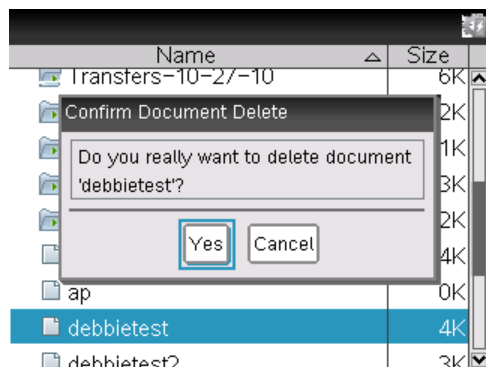 Name Size
Transfers-10-27-10 6K
Confirm Document Delete 2K
Do you really want to delete document 1K
'debbietest'? 3K
2K
Yes Cancel 4K
ap 0K
debbietest 4K
debbietest2 3K